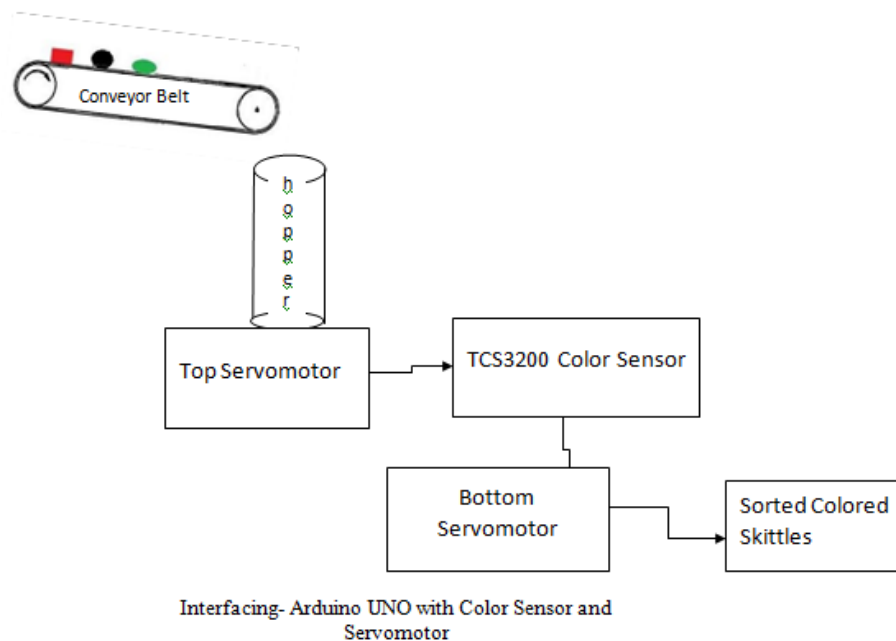 Conveyor Belt
hopper
Top Servomotor
TCS3200 Color Sensor
Bottom
Servomotor
Sorted Colored
Skittles
Interfacing- Arduino UNO with Color Sensor and
Servomotor